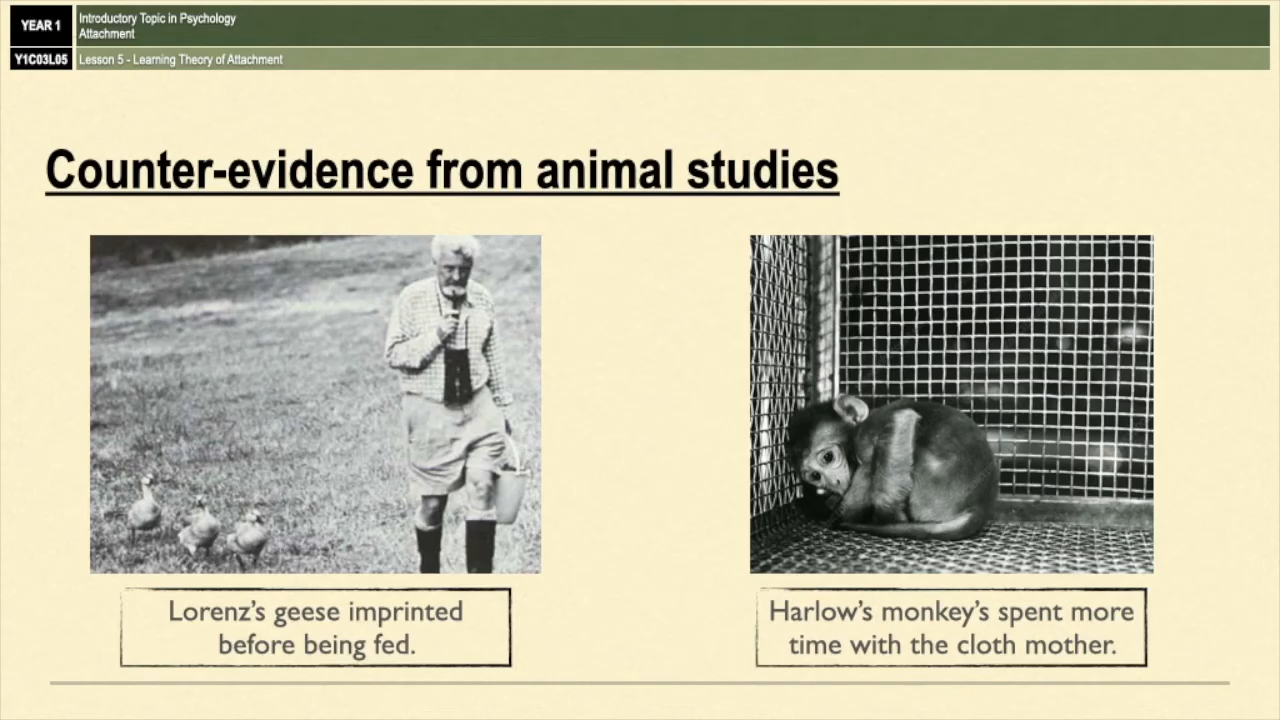 YEAR 1
Introductory Topic in Psychology
Attachment
Y1C03L05
Lesson 5 - Learning Theory of Attachment
Counter-evidence from animal studies
Lorenz’s geese imprinted
before being fed.
Harlow’s monkey’s spent more
time with the cloth mother.